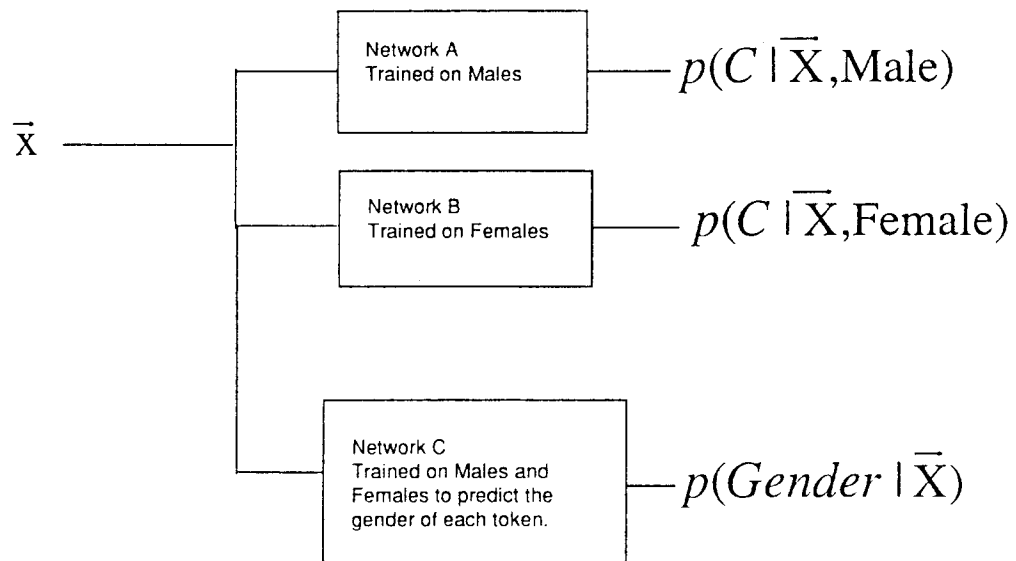 Network A
Trained on Males
p(C | X⃗,Male)
x⃗
Network B
Trained on Females
p(C | X⃗,Female)
Network C
Trained on Males and
Females to predict the
gender of each token.
p(Gender | X⃗)